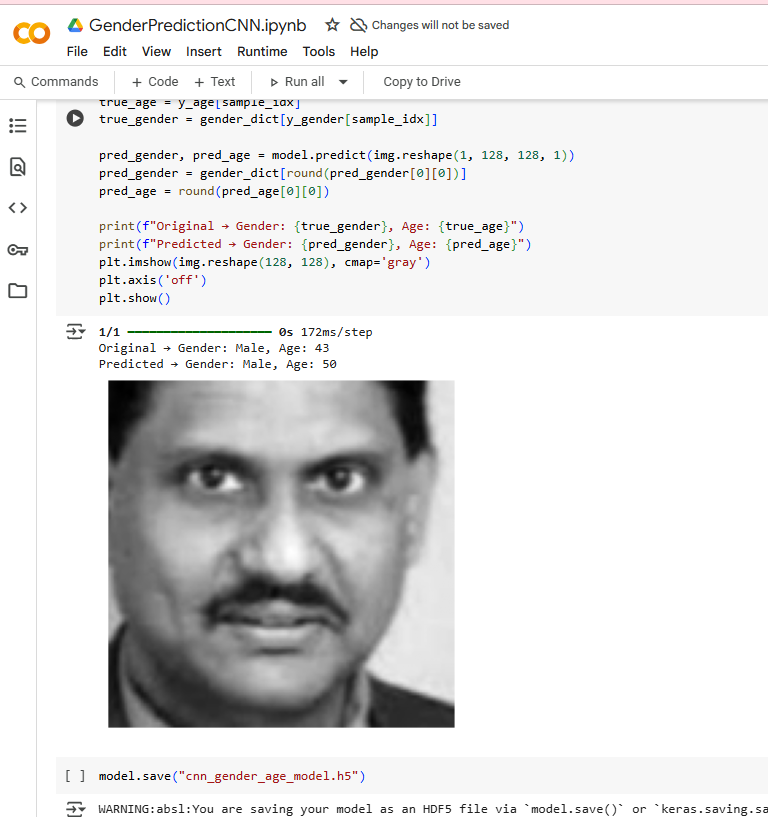 GenderPredictionCNN.ipynb Changes will not be saved
File Edit View Insert Runtime Tools Help
Commands + Code + Text Run all Copy to Drive
true_age = y_age[sample_idx]
true_gender = gender_dict[y_gender[sample_idx]]
pred_gender, pred_age = model.predict(img.reshape(1, 128, 128, 1))
pred_gender = gender_dict[round(pred_gender[0][0])]
pred_age = round(pred_age[0][0])
print(f"Original → Gender: {true_gender}, Age: {true_age}")
print(f"Predicted → Gender: {pred_gender}, Age: {pred_age}")
plt.imshow(img.reshape(128, 128), cmap='gray')
plt.axis('off')
plt.show()
1/1 ━━━━━━━━━━━━━━━━━━━━ 0s 172ms/step
Original → Gender: Male, Age: 43
Predicted → Gender: Male, Age: 50
[ ] model.save("cnn_gender_age_model.h5")
WARNING:absl:You are saving your model as an HDF5 file via `model.save()` or `keras.saving.sa